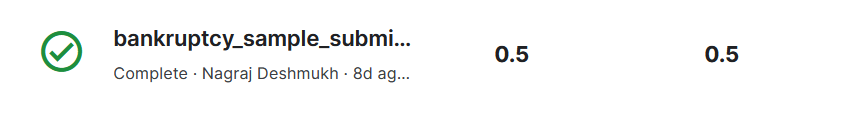 bankruptcy_sample_submi...
0.5
0.5
Complete · Nagraj Deshmukh · 8d ag...